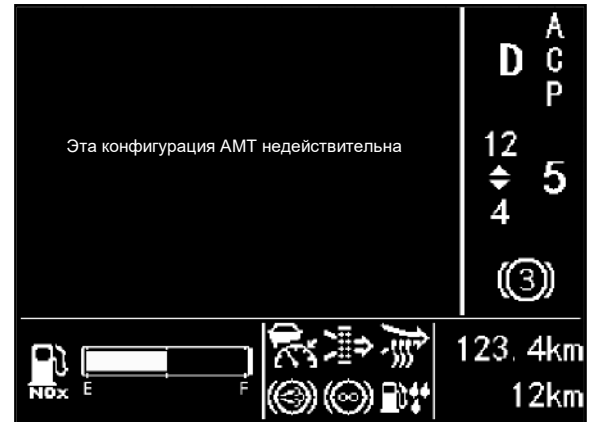 Эта конфигурация АМТ недействительна
D
A
C
P
12
5
4
3
NOx
E
F
123.4km
12km